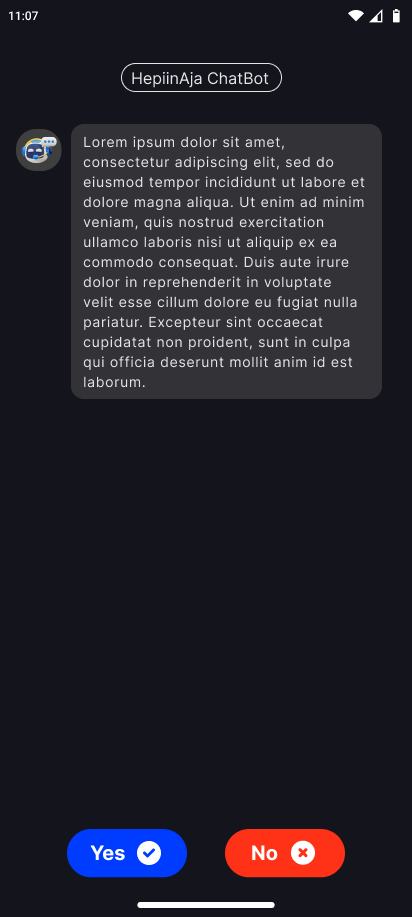 11:07
HepiinAja ChatBot
Lorem ipsum dolor sit amet,
consectetur adipiscing elit, sed do
eiusmod tempor incididunt ut labore et
dolore magna aliqua. Ut enim ad minim
veniam, quis nostrud exercitation
ullamco laboris nisi ut aliquip ex ea
commodo consequat. Duis aute irure
dolor in reprehenderit in voluptate
velit esse cillum dolore eu fugiat nulla
pariatur. Excepteur sint occaecat
cupidatat non proident, sunt in culpa
qui officia deserunt mollit anim id est
laborum.
Yes
No